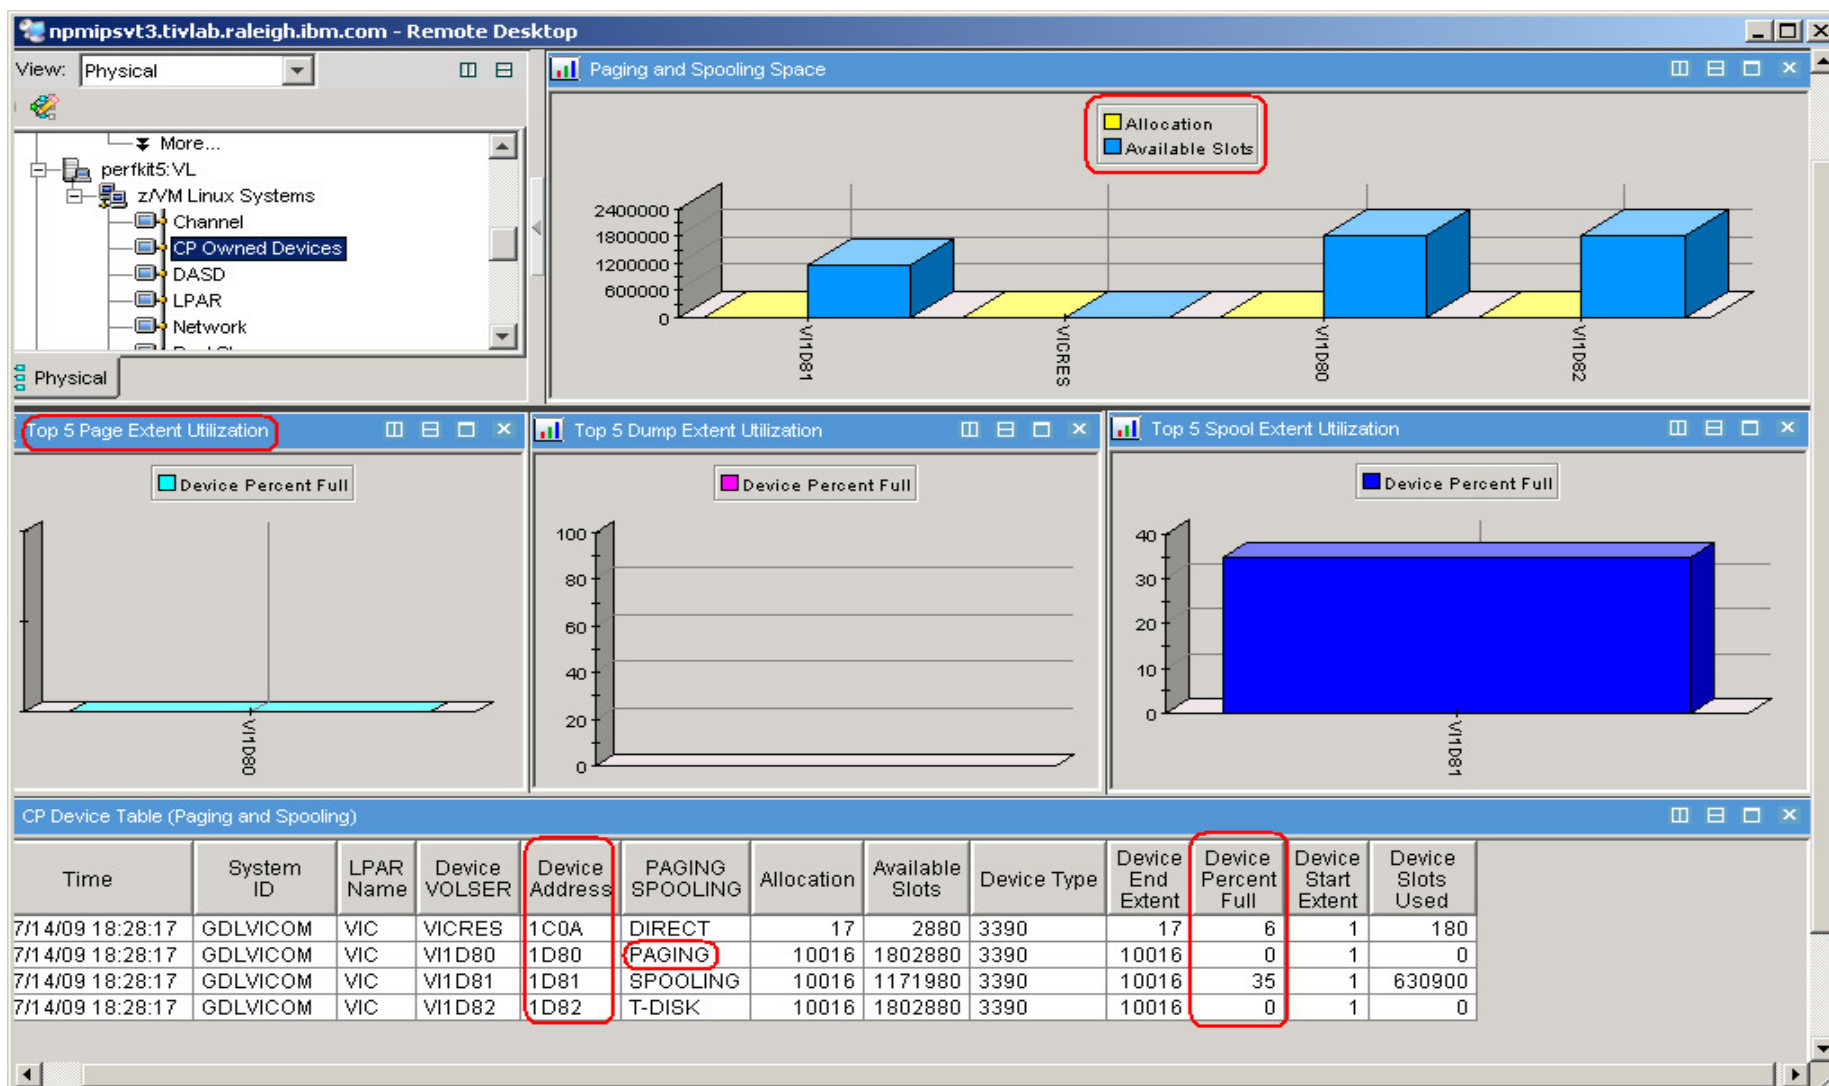 npmipsvt3.tivlab.raleigh.ibm.com - Remote Desktop
View: Physical
More...
perfkit5:VL
z/VM Linux Systems
Channel
CP Owned Devices
DASD
LPAR
Network
Physical
Paging and Spooling Space
Allocation
Available Slots
2400000
1800000
1200000
600000
0
VI1D81 VICRES VI1D80 VI1D82
Top 5 Page Extent Utilization
Device Percent Full
VI1D80
Top 5 Dump Extent Utilization
Device Percent Full
100
80
60
40
20
0
Top 5 Spool Extent Utilization
Device Percent Full
40
30
20
10
0
VI1D81
CP Device Table (Paging and Spooling)
Time System ID LPAR Name Device VOLSER Device Address PAGING SPOOLING Allocation Available Slots Device Type Device End Extent Device Percent Full Device Start Extent Device Slots Used
7/14/09 18:28:17 GDLVICOM VIC VICRES 1C0A DIRECT 17 2880 3390 17 6 1 180
7/14/09 18:28:17 GDLVICOM VIC VI1D80 1D80 PAGING 10016 1802880 3390 10016 0 1 0
7/14/09 18:28:17 GDLVICOM VIC VI1D81 1D81 SPOOLING 10016 1171980 3390 10016 35 1 630900
7/14/09 18:28:17 GDLVICOM VIC VI1D82 1D82 T-DISK 10016 1802880 3390 10016 0 1 0